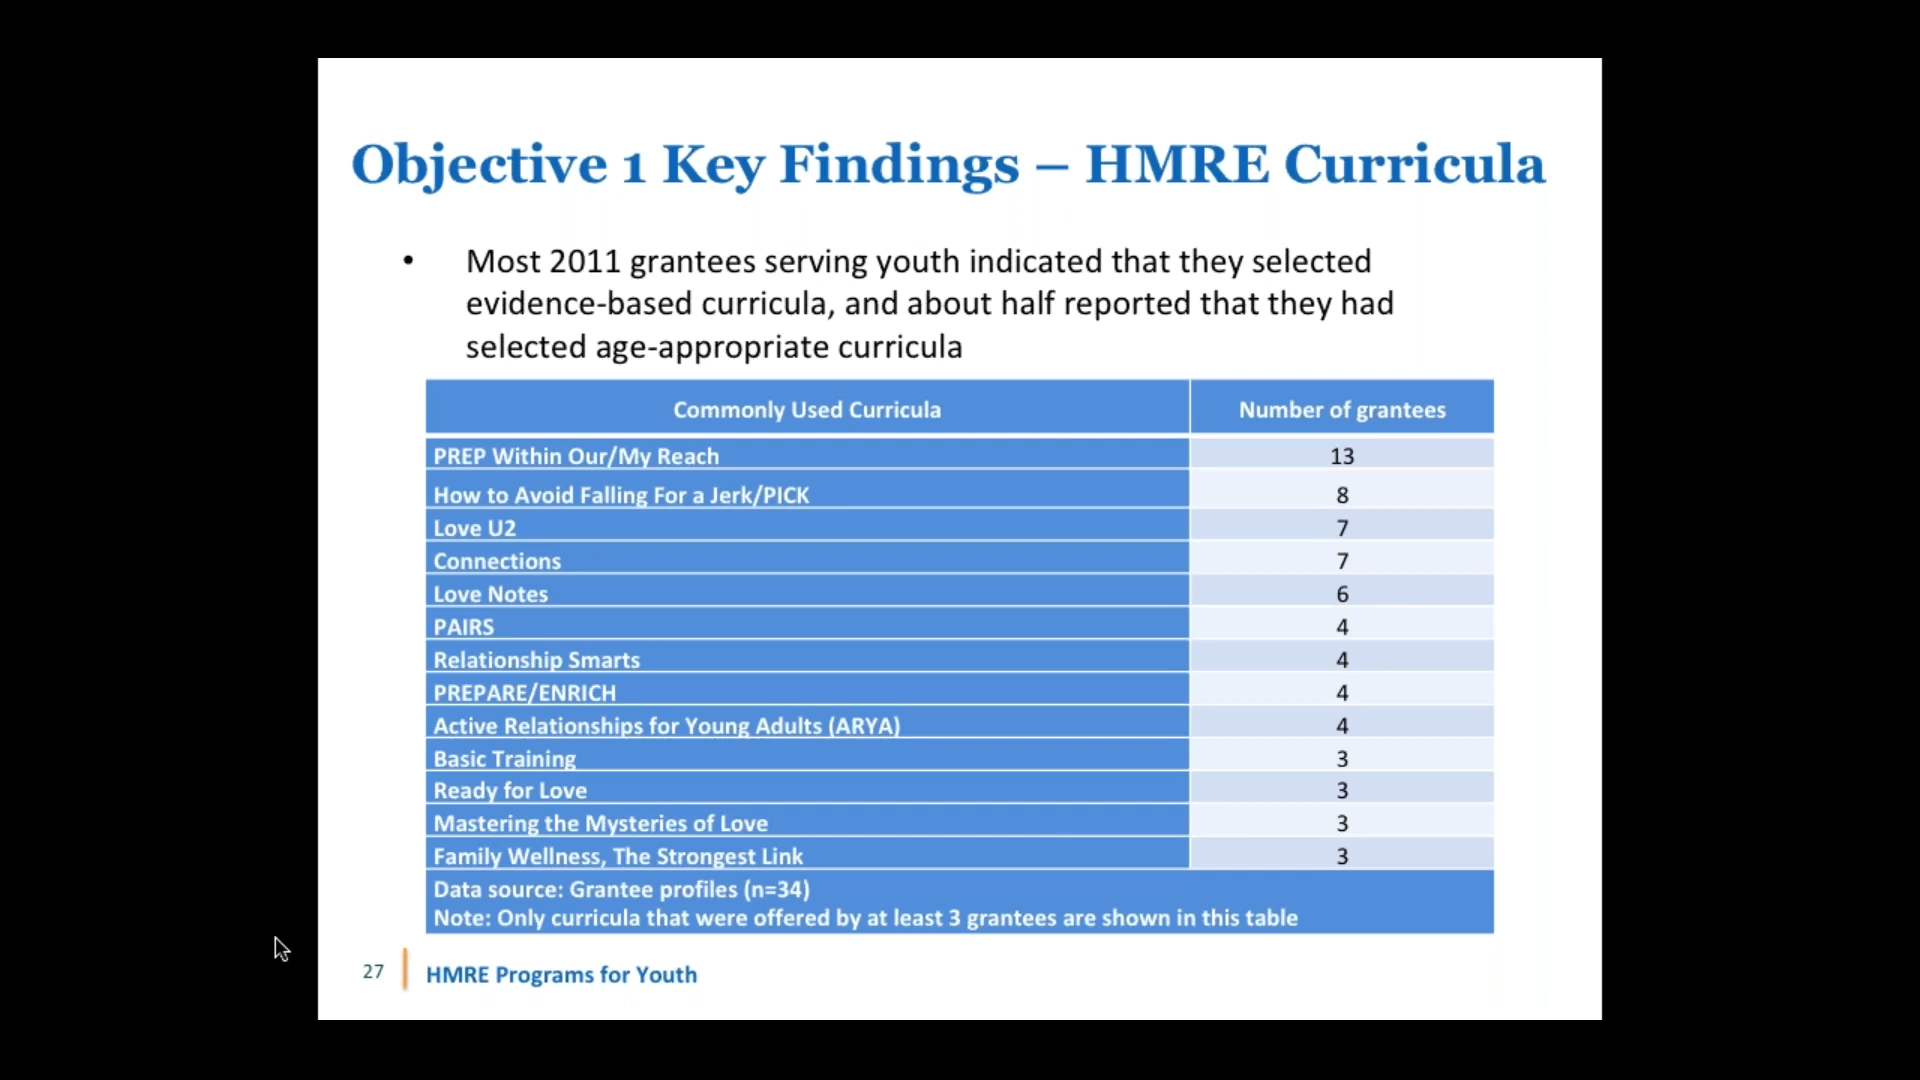 Objective 1 Key Findings – HMRE Curricula
• Most 2011 grantees serving youth indicated that they selected
evidence-based curricula, and about half reported that they had
selected age-appropriate curricula
Commonly Used Curricula Number of grantees
PREP Within Our/My Reach 13
How to Avoid Falling For a Jerk/PICK 8
Love U2 7
Connections 7
Love Notes 6
PAIRS 4
Relationship Smarts 4
PREPARE/ENRICH 4
Active Relationships for Young Adults (ARYA) 4
Basic Training 3
Ready for Love 3
Mastering the Mysteries of Love 3
Family Wellness, The Strongest Link 3
Data source: Grantee profiles (n=34)
Note: Only curricula that were offered by at least 3 grantees are shown in this table
27 HMRE Programs for Youth